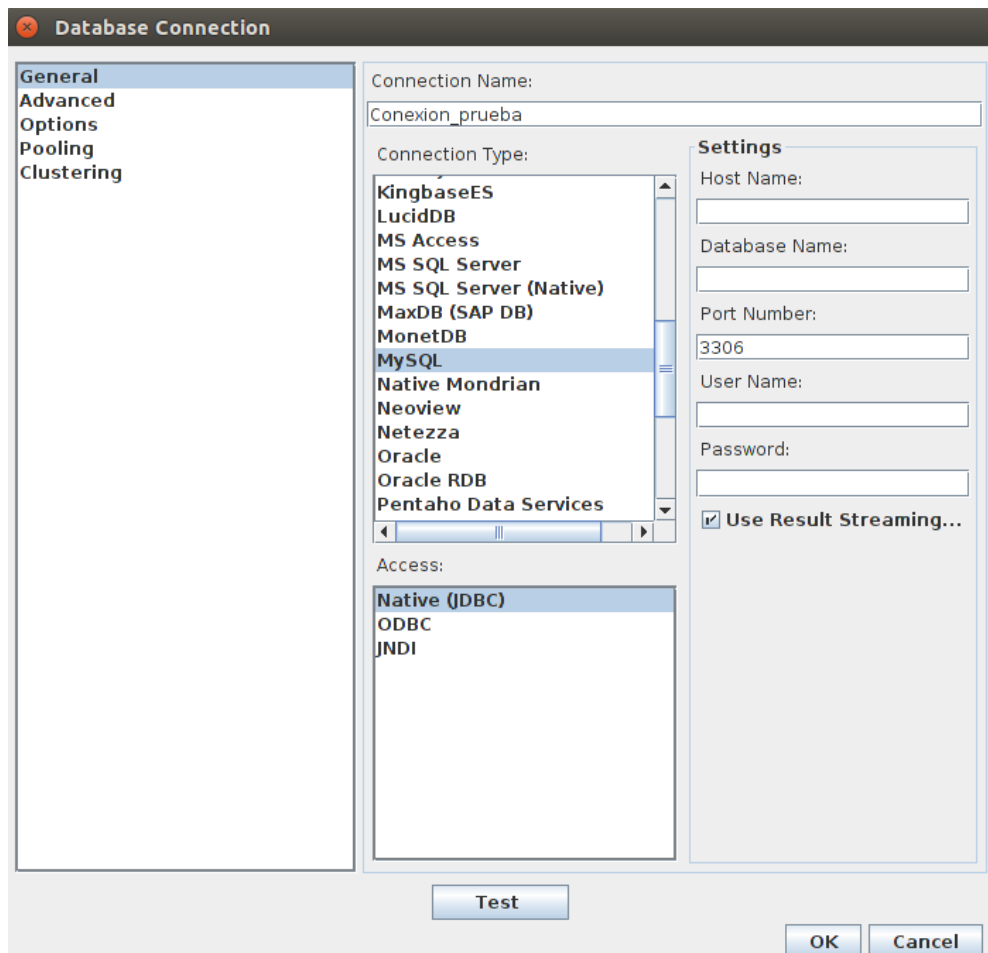 Database Connection
General
Advanced
Options
Pooling
Clustering
Connection Name:
Conexion_prueba
Connection Type:
KingbaseES
LucidDB
MS Access
MS SQL Server
MS SQL Server (Native)
MaxDB (SAP DB)
MonetDB
MySQL
Native Mondrian
Neoview
Netezza
Oracle
Oracle RDB
Pentaho Data Services
Access:
Native (JDBC)
ODBC
JNDI
Settings
Host Name:
Database Name:
Port Number:
3306
User Name:
Password:
Use Result Streaming...
Test
OK
Cancel